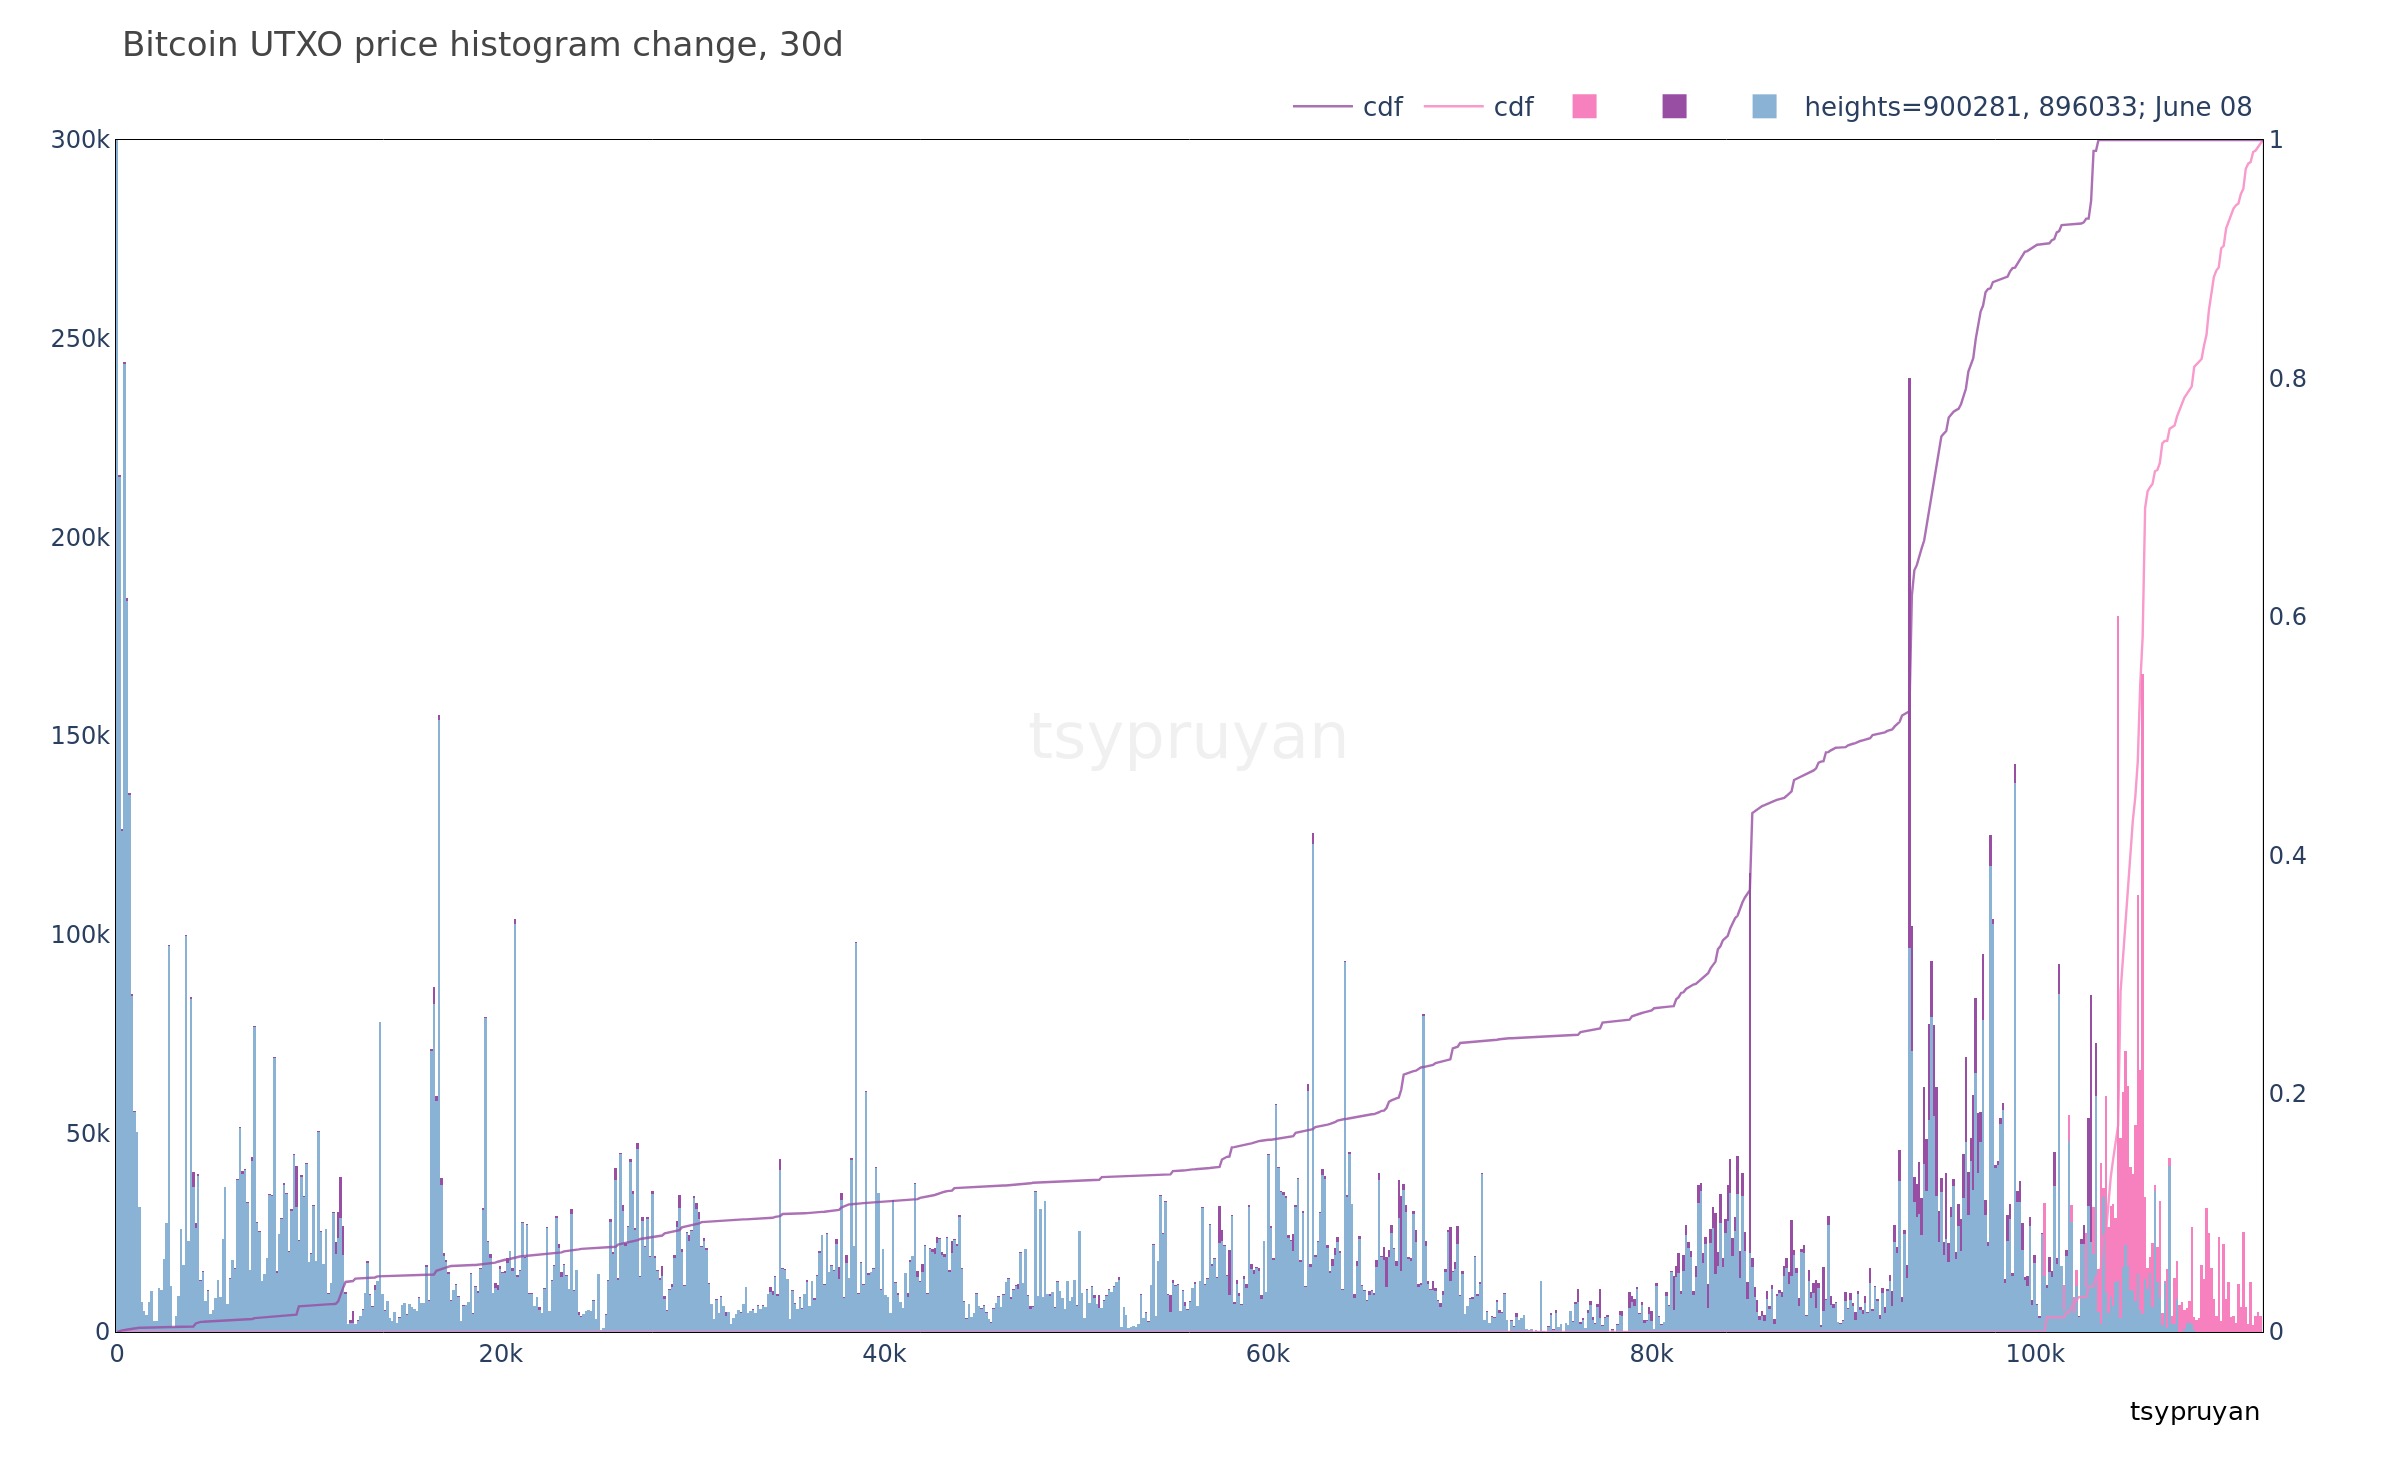 Bitcoin UTXO price histogram change, 30d
cdf cdf heights=900281, 896033; June 08
300k 1
250k
0.8
200k
0.6
150k
tsypruyan
0.4
100k
0.2
50k
0 0
0 20k 40k 60k 80k 100k
tsypruyan